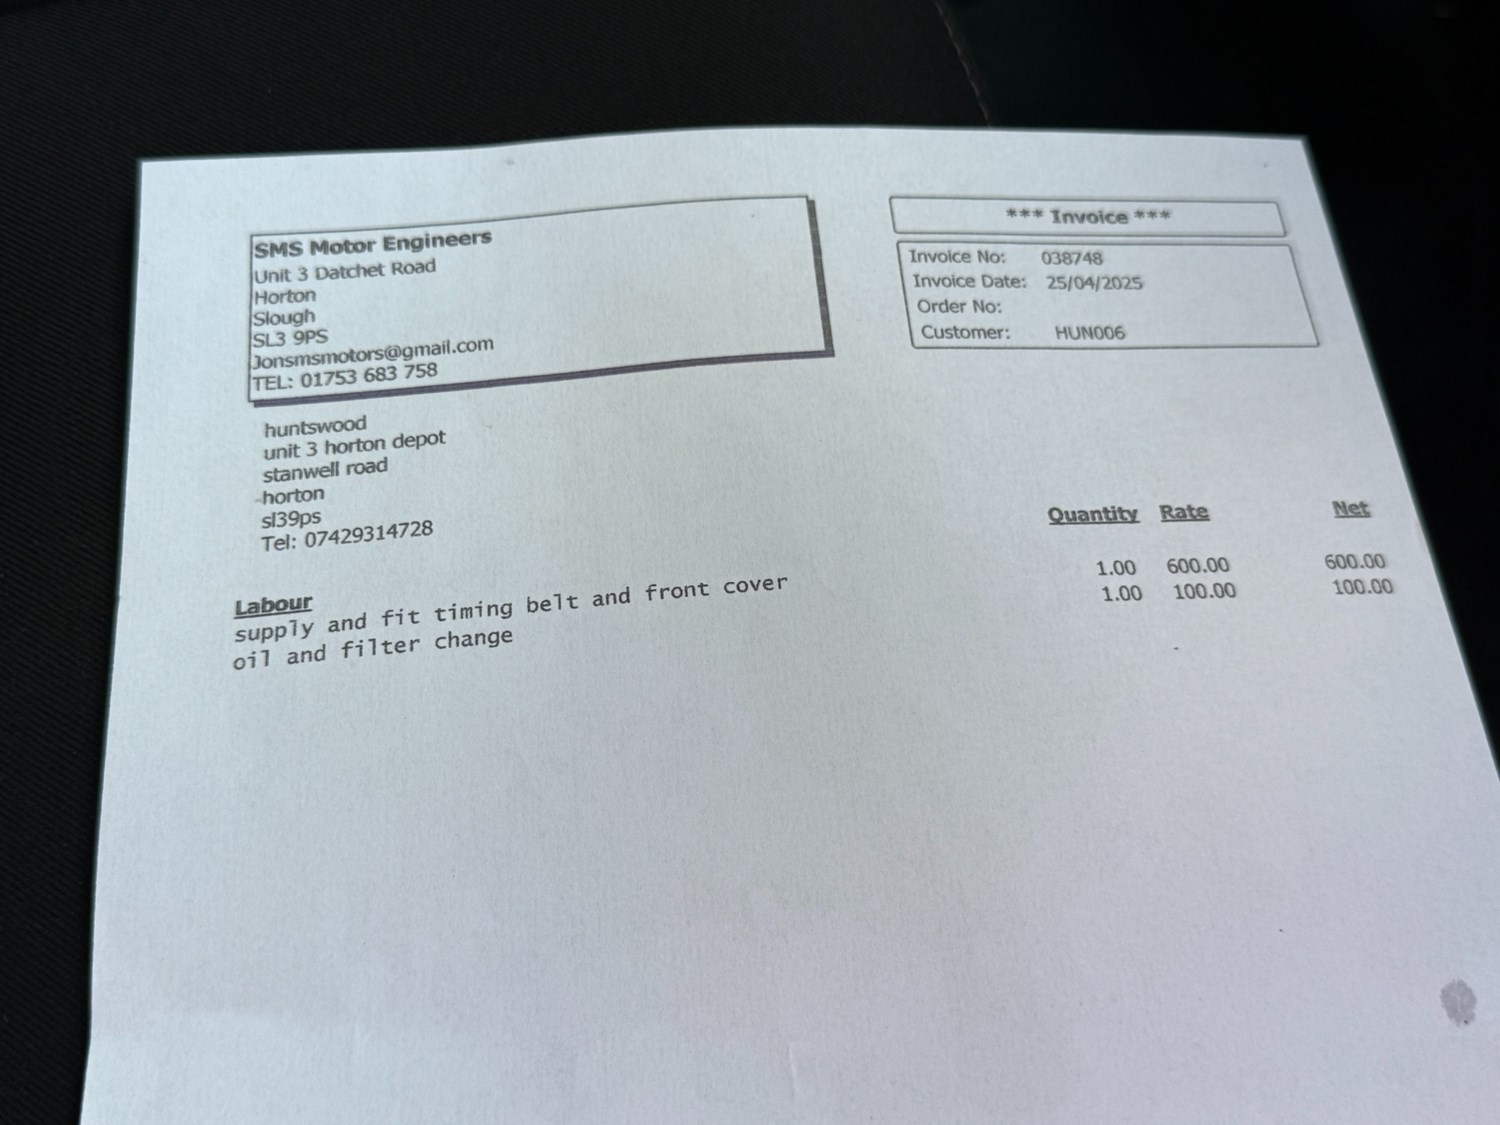 SMS Motor Engineers
Unit 3 Datchet Road
Horton
Slough
SL3 9PS
Jonsmsmotors@gmail.com
TEL: 01753 683 758
*** Invoice ***
Invoice No: 038748
Invoice Date: 25/04/2025
Order No:
Customer: HUN006
huntswood
unit 3 horton depot
stanwell road
horton
sl39ps
Tel: 07429314728
Quantity Rate Net
Labour
supply and fit timing belt and front cover 1.00 600.00 600.00
oil and filter change 1.00 100.00 100.00